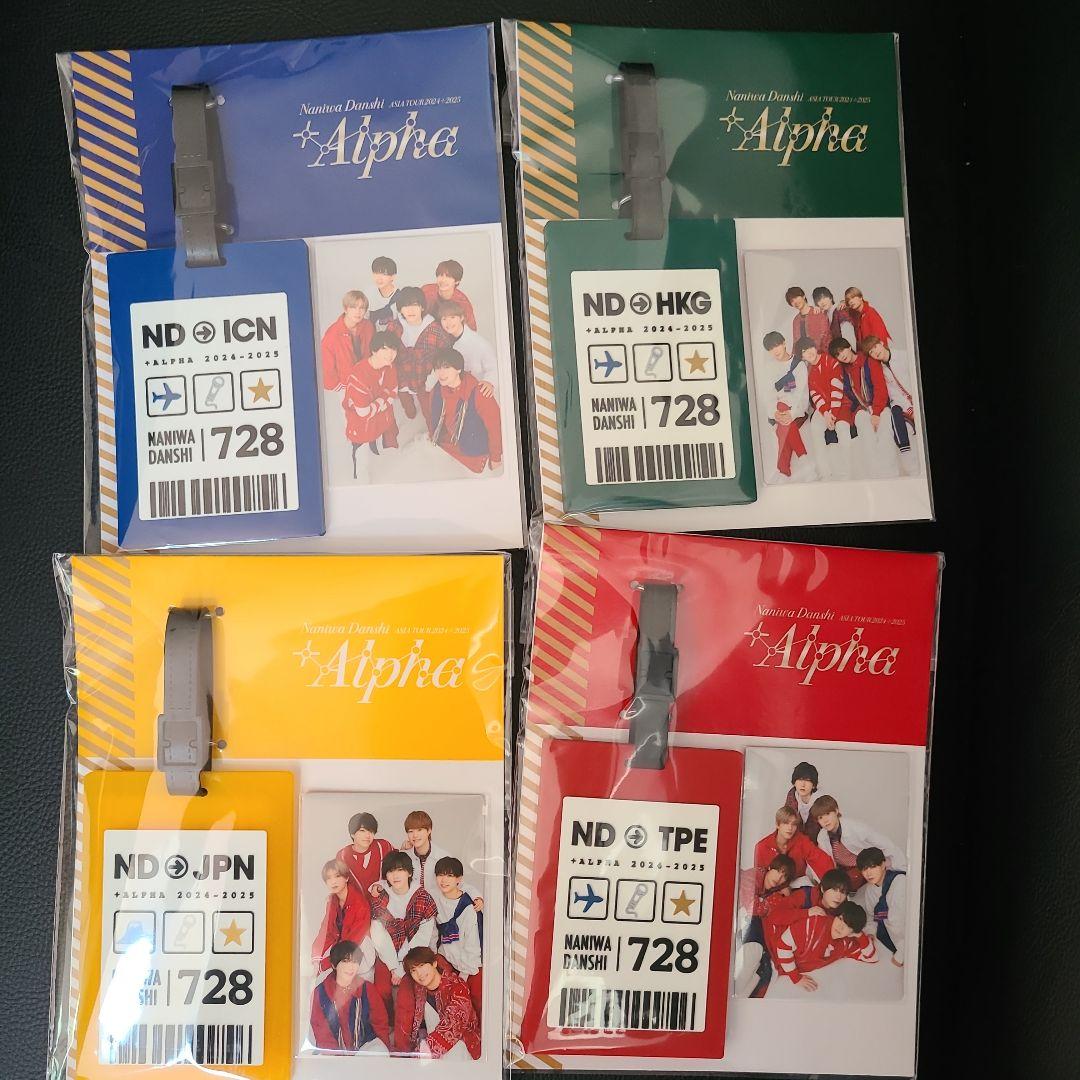 Naniwa Danshi ASIA TOUR 2024+2025
+Alpha
ND ICN
+ALPHA 2024-2025
NANIWA DANSHI 728
Naniwa Danshi ASIA TOUR 2024+2025
+Alpha
ND HKG
+ALPHA 2024-2025
NANIWA DANSHI 728
Naniwa Danshi ASIA TOUR 2024+2025
+Alpha
ND JPN
+ALPHA 2024-2025
WA SHI 728
Naniwa Danshi ASIA TOUR 2024+2025
+Alpha
ND TPE
+ALPHA 2024-2025
NANIWA DANSHI 728